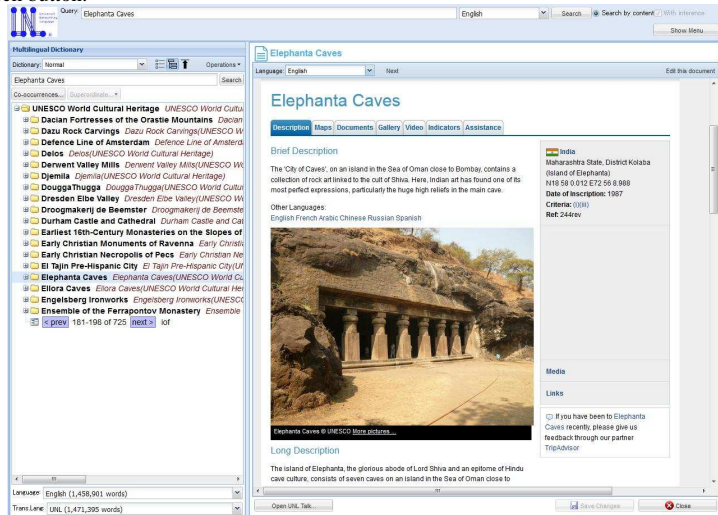 Query: Elephanta Caves English Search Search by content With inference
Show Menu
Multilingual Dictionary
Dictionary: Normal Operations
Elephanta Caves Search
Co-occurrences... Superordinate...
UNESCO World Cultural Heritage UNESCO World Cultu
Dacian Fortresses of the Orastie Mountains Dacian
Dazu Rock Carvings Dazu Rock Carvings(UNESCO W
Defence Line of Amsterdam Defence Line of Amsterd
Delos Delos(UNESCO World Cultural Heritage)
Derwent Valley Mills Derwent Valley Mills(UNESCO Wo
Djemila Djemila(UNESCO World Cultural Heritage)
DouggaThugga DouggaThugga(UNESCO World Cultur
Dresden Elbe Valley Dresden Elbe Valley(UNESCO Wo
Droogmakerij de Beemster Droogmakerij de Beemste
Durham Castle and Cathedral Durham Castle and Cat
Earliest 16th-Century Monasteries on the Slopes of
Early Christian Monuments of Ravenna Early Christi
Early Christian Necropolis of Pecs Early Christian Ne
El Tajin Pre-Hispanic City El Tajin Pre-Hispanic City(U
Elephanta Caves Elephanta Caves(UNESCO World Cu
Ellora Caves Ellora Caves(UNESCO World Cultural Her
Engelsberg Ironworks Engelsberg Ironworks(UNESCO
Ensemble of the Ferrapontov Monastery Ensemble
< prev 181-198 of 725 next > iof
Language: English (1,458,901 words)
Trans.Lang: UNL (1,471,395 words)
Elephanta Caves
Language: English Next Edit this document
Elephanta Caves
Description Maps Documents Gallery Video Indicators Assistance
Brief Description
The 'City of Caves', on an island in the Sea of Oman close to Bombay, contains a
collection of rock art linked to the cult of Shiva. Here, Indian art has found one of its
most perfect expressions, particularly the huge high reliefs in the main cave.
Other Languages:
English French Arabic Chinese Russian Spanish
Elephanta Caves © UNESCO More pictures ...
Long Description
The island of Elephanta, the glorious abode of Lord Shiva and an epitome of Hindu
cave culture, consists of seven caves on an island in the Sea of Oman close to
India
Maharashtra State, District Kolaba
(Island of Elephanta)
N18 58 0.012 E72 56 8.988
Date of Inscription: 1987
Criteria: (i)(iii)
Ref: 244rev
Media
Links
If you have been to Elephanta
Caves recently, please give us
feedback through our partner
TripAdvisor
Open UNL Talk... Save Changes Close